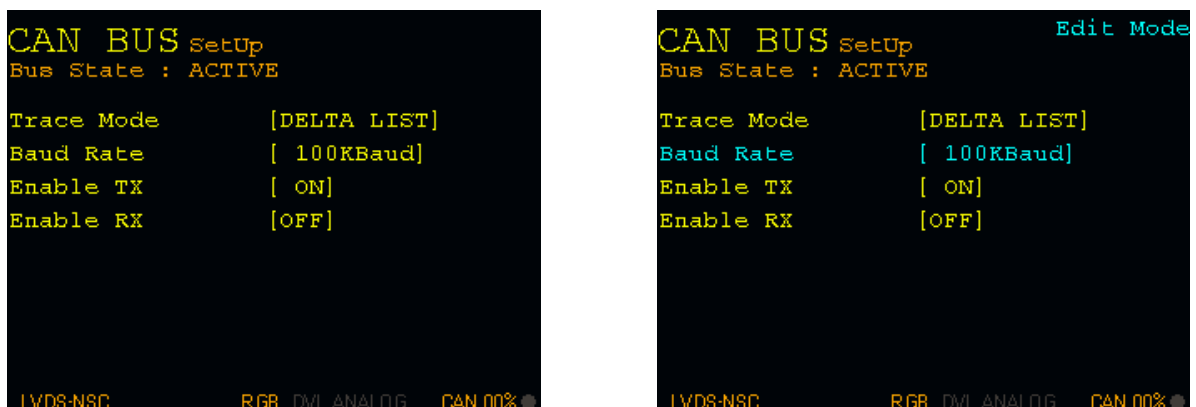 CAN BUS SetUp
Bus State : ACTIVE
Trace Mode [DELTA LIST]
Baud Rate [ 100KBaud]
Enable TX [ ON]
Enable RX [OFF]
LVDS-NSC RGB DVI ANALOG CAN 00%
Edit Mode
CAN BUS SetUp
Bus State : ACTIVE
Trace Mode [DELTA LIST]
Baud Rate [ 100KBaud]
Enable TX [ ON]
Enable RX [OFF]
LVDS-NSC RGB DVI ANALOG CAN 00%